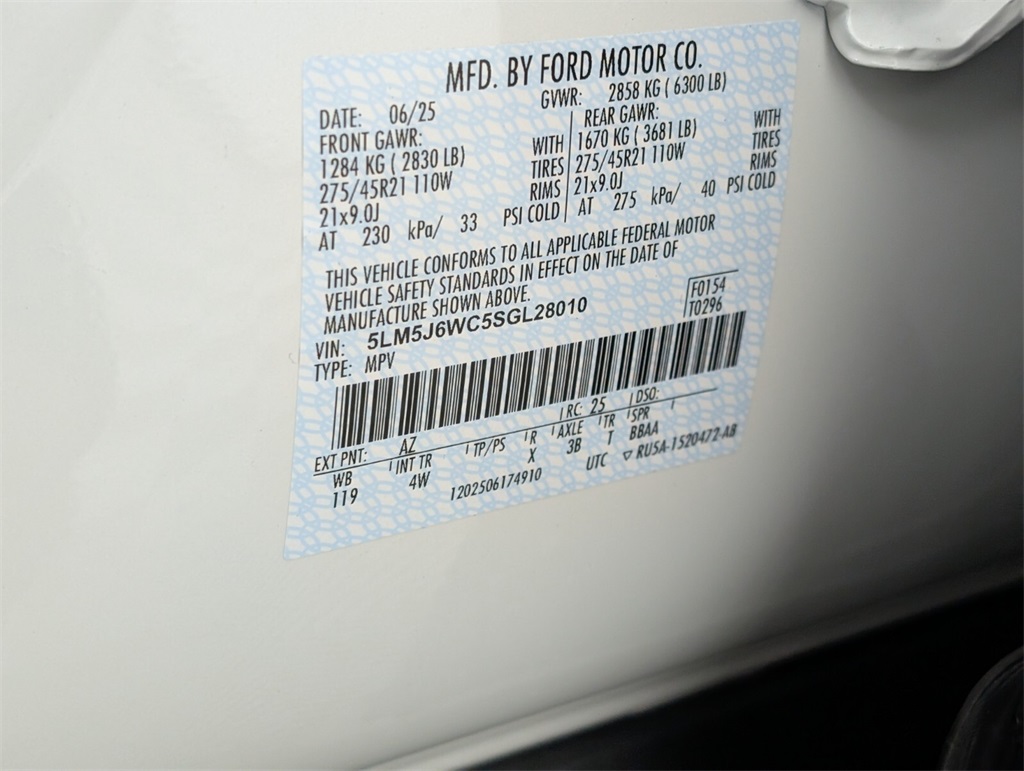 MFD. BY FORD MOTOR CO.
DATE: 06/25 GVWR: 2858 KG ( 6300 LB)
FRONT GAWR: REAR GAWR:
1284 KG ( 2830 LB) WITH 1670 KG ( 3681 LB) WITH
275/45R21 110W TIRES 275/45R21 110W TIRES
21x9.0J RIMS 21x9.0J RIMS
AT 230 kPa/ 33 PSI COLD AT 275 kPa/ 40 PSI COLD
THIS VEHICLE CONFORMS TO ALL APPLICABLE FEDERAL MOTOR
VEHICLE SAFETY STANDARDS IN EFFECT ON THE DATE OF
MANUFACTURE SHOWN ABOVE.
F0154
VIN: 5LM5J6WC5SGL28010 T0296
TYPE: MPV
EXT PNT: AZ RC: 25 DSO:
WB INT TR TP/PS R AXLE TR SPR
119 4W X 3B T BBAA
1202506174910 UTC ▽ RU5A-1520472-AB